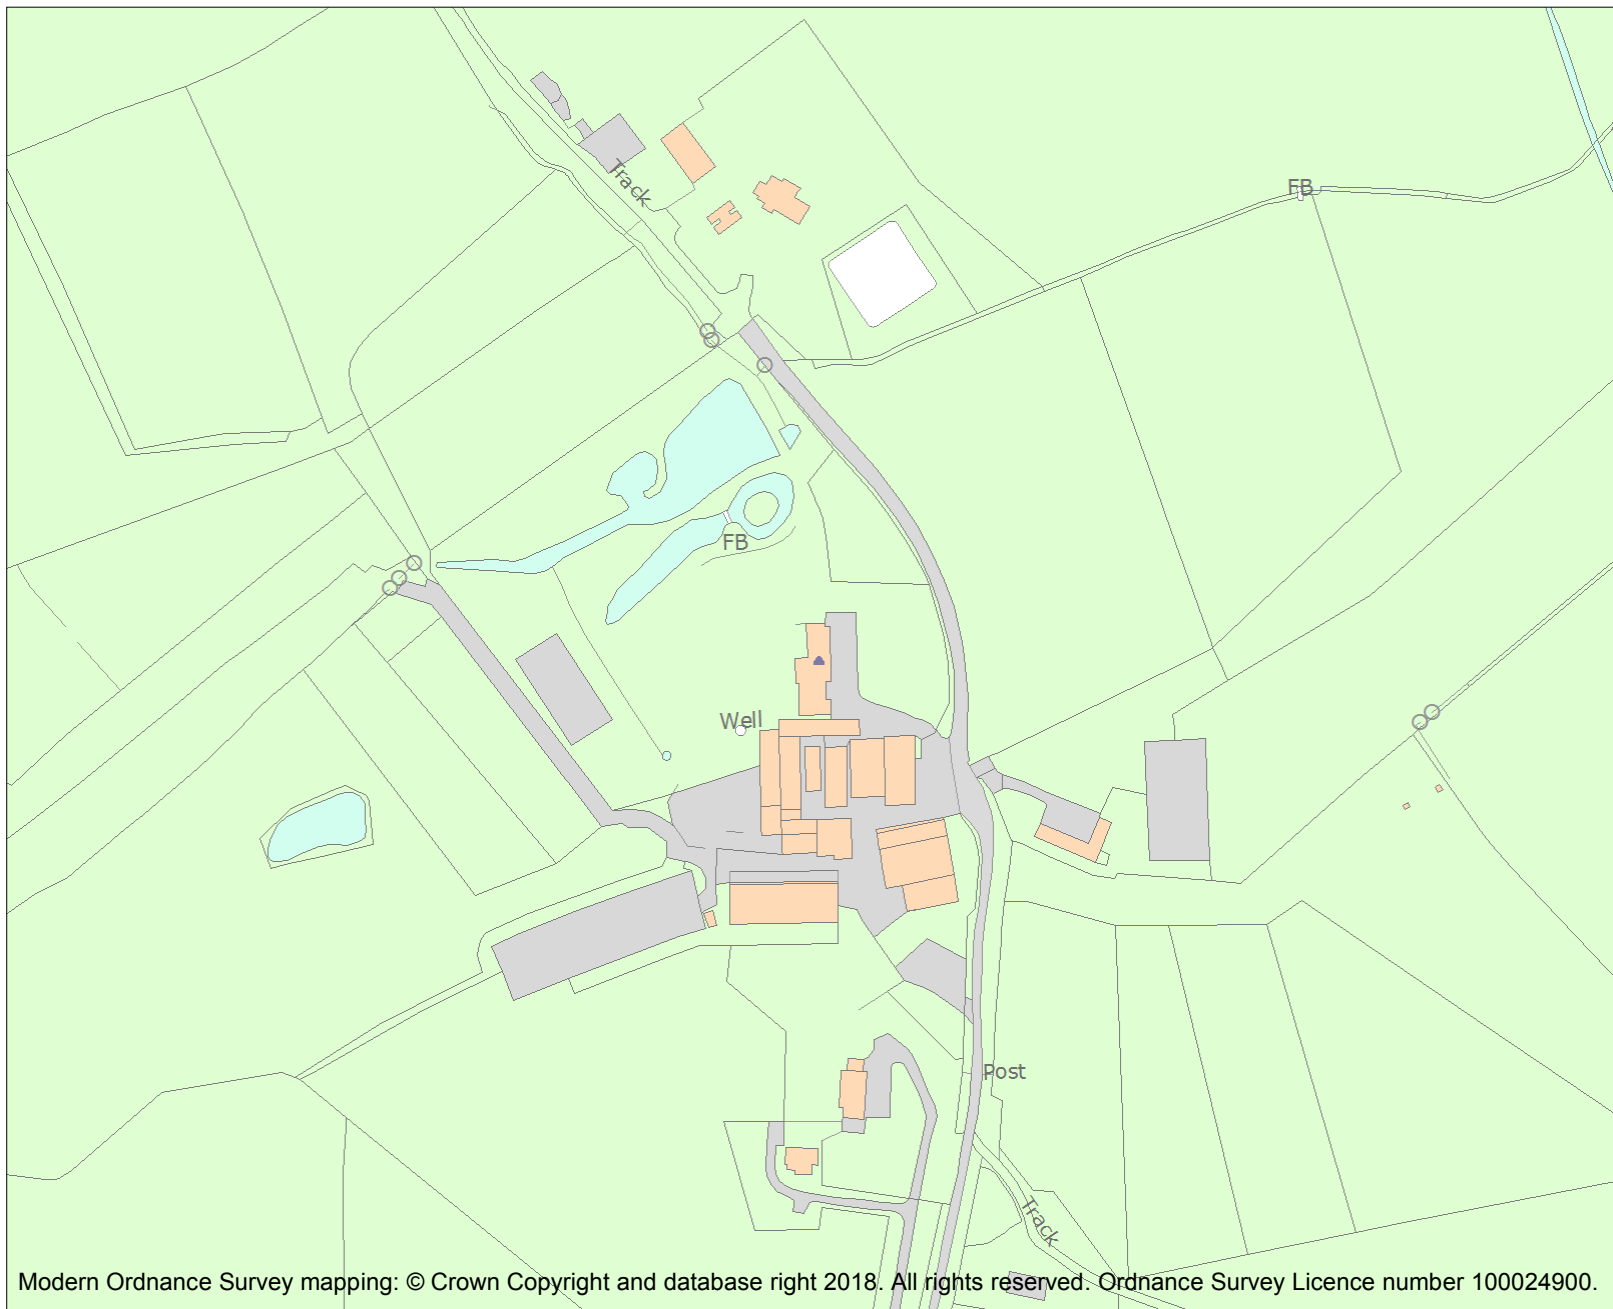 Track
FB
FB
Well
Post
Track
Modern Ordnance Survey mapping: © Crown Copyright and database right 2018. All rights reserved. Ordnance Survey Licence number 100024900.